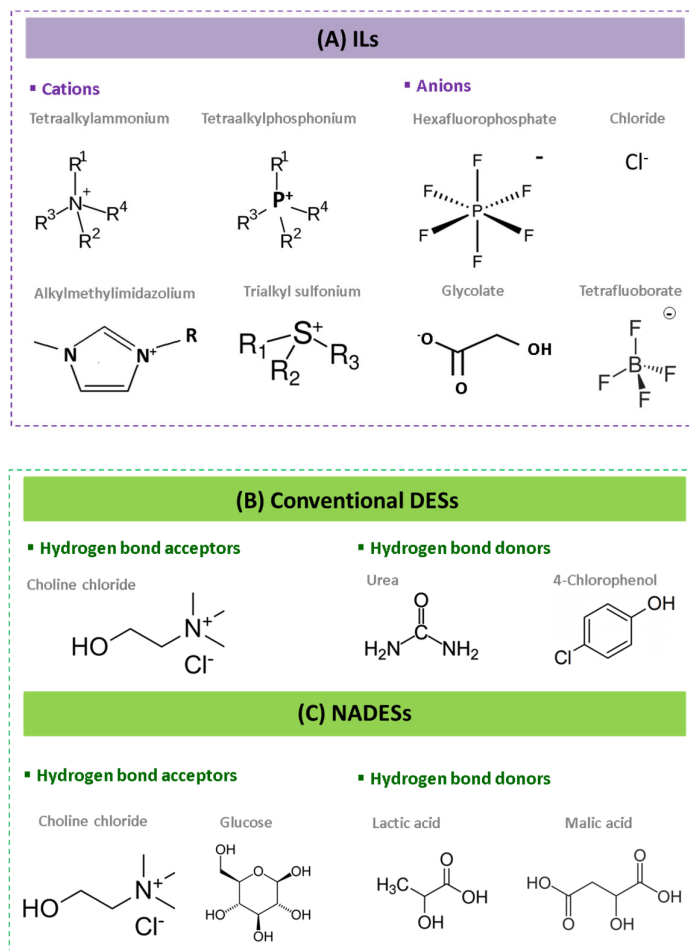 (A) ILs
▪ Cations
▪ Anions
Tetraalkylammonium
Tetraalkylphosphonium
Hexafluorophosphate
Chloride
R¹
N⁺
R³
R⁴
R²
R¹
P⁺
R³
R⁴
R²
F
-
F
F
P
F
F
F
Cl⁻
Alkylmethylimidazolium
Trialkyl sulfonium
Glycolate
Tetrafluoborate
N
N⁺
R
S⁺
R₁
R₂
R₃
⁻O
O
OH
⊖
F
B
F
F
F
(B) Conventional DESs
▪ Hydrogen bond acceptors
▪ Hydrogen bond donors
Choline chloride
Urea
4-Chlorophenol
HO
N⁺
Cl⁻
O
C
H₂N
NH₂
OH
Cl
(C) NADESs
▪ Hydrogen bond acceptors
▪ Hydrogen bond donors
Choline chloride
Glucose
Lactic acid
Malic acid
HO
N⁺
Cl⁻
OH
O
OH
OH
OH
OH
H₃C
O
OH
OH
HO
O
O
OH
OH